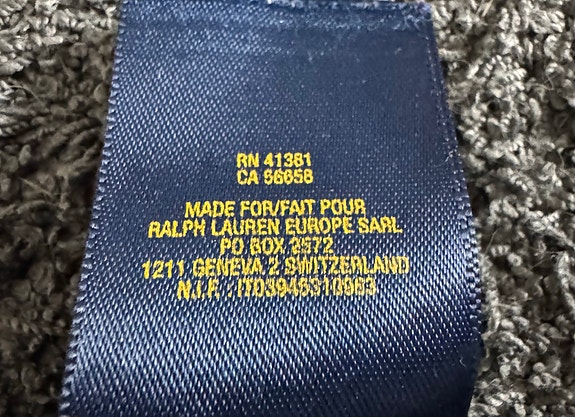 RN 41381
CA 56658
MADE FOR/FAIT POUR
RALPH LAUREN EUROPE SARL
PO BOX 2572
1211 GENEVA 2 SWITZERLAND
N.I.F. : IT03946310963